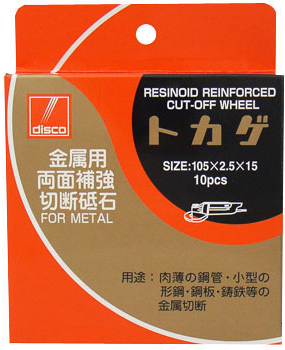 disco
金属用
両面補強
切断砥石
FOR METAL
RESINOID REINFORCED
CUT-OFF WHEEL
トカゲ
SIZE:105×2.5×15
10pcs
用途：肉薄の鋼管・小型の
形鋼・鋼板・鋳鉄等の
金属切断